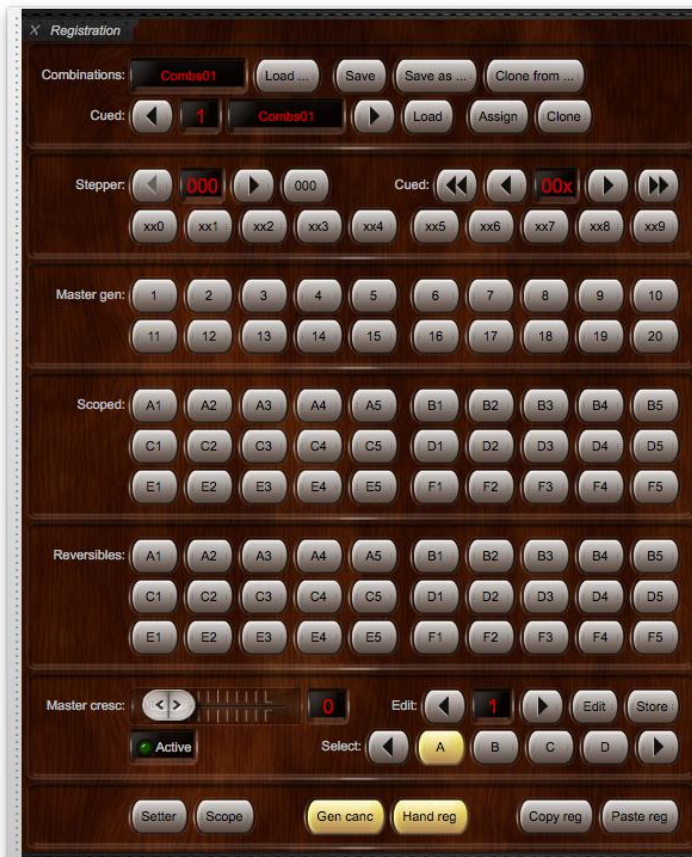 X Registration
Combinations: Combs01 Load ... Save Save as ... Clone from ...
Cued: 1 Combs01 Load Assign Clone
Stepper: 000 000 Cued: 00x
xx0 xx1 xx2 xx3 xx4 xx5 xx6 xx7 xx8 xx9
Master gen: 1 2 3 4 5 6 7 8 9 10
11 12 13 14 15 16 17 18 19 20
Scoped: A1 A2 A3 A4 A5 B1 B2 B3 B4 B5
C1 C2 C3 C4 C5 D1 D2 D3 D4 D5
E1 E2 E3 E4 E5 F1 F2 F3 F4 F5
Reversibles: A1 A2 A3 A4 A5 B1 B2 B3 B4 B5
C1 C2 C3 C4 C5 D1 D2 D3 D4 D5
E1 E2 E3 E4 E5 F1 F2 F3 F4 F5
Master cresc: < > 0 Edit: 1 Edit Store
Active Select: A B C D
Setter Scope Gen canc Hand reg Copy reg Paste reg